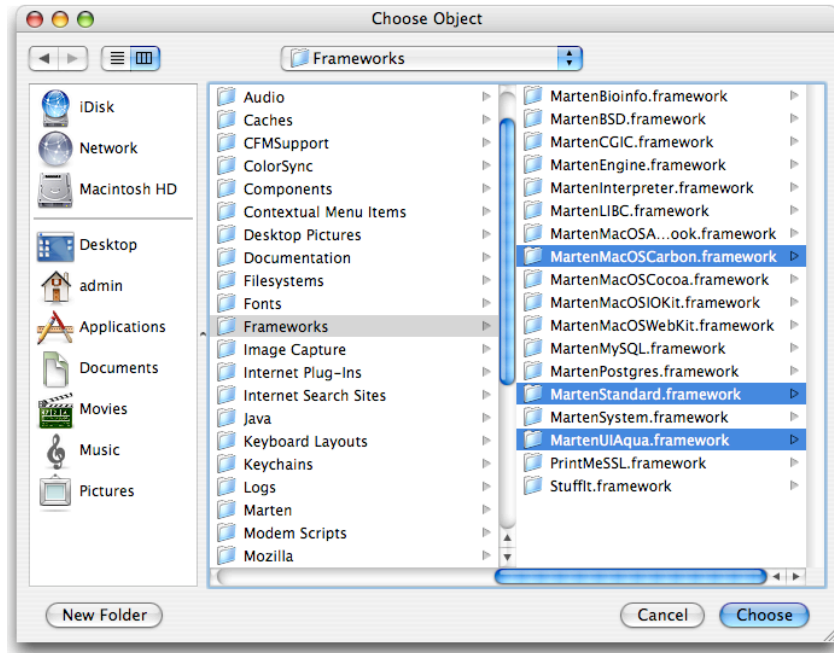 Choose Object
Frameworks
iDisk
Network
Macintosh HD
Desktop
admin
Applications
Documents
Movies
Music
Pictures
Audio
Caches
CFMSupport
ColorSync
Components
Contextual Menu Items
Desktop Pictures
Documentation
Filesystems
Fonts
Frameworks
Image Capture
Internet Plug-Ins
Internet Search Sites
Java
Keyboard Layouts
Keychains
Logs
Marten
Modem Scripts
Mozilla
MartenBioinfo.framework
MartenBSD.framework
MartenCGIC.framework
MartenEngine.framework
MartenInterpreter.framework
MartenLIBC.framework
MartenMacOSA...ook.framework
MartenMacOSCarbon.framework
MartenMacOSCocoa.framework
MartenMacOSIOKit.framework
MartenMacOSWebKit.framework
MartenMySQL.framework
MartenPostgres.framework
MartenStandard.framework
MartenSystem.framework
MartenUIAqua.framework
PrintMeSSL.framework
StuffIt.framework
New Folder
Cancel
Choose